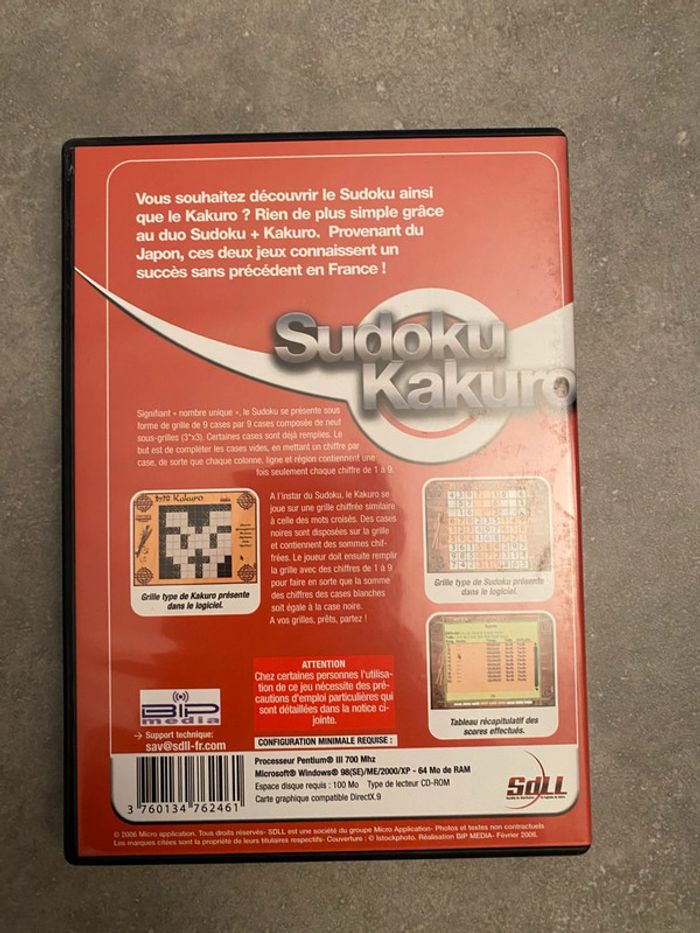 Vous souhaitez découvrir le Sudoku ainsi
que le Kakuro ? Rien de plus simple grâce
au duo Sudoku + Kakuro. Provenant du
Japon, ces deux jeux connaissent un
succès sans précédent en France !
Sudoku
Kakuro
Signifiant « nombre unique », le Sudoku se présente sous
forme de grille de 9 cases par 9 cases composée de neuf
sous-grilles (3*x3). Certaines cases sont déjà remplies. Le
but est de compléter les cases vides, en mettant un chiffre par
case, de sorte que chaque colonne, ligne et région contiennent une
fois seulement chaque chiffre de 1 à 9.
Kakuro
Grille type de Kakuro présente
dans le logiciel.
A l'instar du Sudoku, le Kakuro se
joue sur une grille chiffrée similaire
à celle des mots croisés. Des cases
noires sont disposées sur la grille
et contiennent des sommes chif-
frées. Le joueur doit ensuite remplir
la grille avec des chiffres de 1 à 9
pour faire en sorte que la somme
des chiffres des cases blanches
soit égale à la case noire.
A vos grilles, prêts, partez !
Grille type de Sudoku présente
dans le logiciel.
Tableau récapitulatif des
scores effectués.
ATTENTION
Chez certaines personnes l'utilisa-
tion de ce jeu nécessite des pré-
cautions d'emploi particulières qui
sont détaillées dans la notice ci-
jointe.
BIP
media
→ Support technique:
sav@sdll-fr.com
CONFIGURATION MINIMALE REQUISE :
Processeur Pentium® III 700 Mhz
Microsoft® Windows® 98(SE)/ME/2000/XP - 64 Mo de RAM
Espace disque requis : 100 Mo Type de lecteur CD-ROM
Carte graphique compatible DirectX.9
3 760134 762461
SdLL
© 2006 Micro application. Tous droits réservés- SDLL est une société du groupe Micro Application- Photos et textes non contractuels
Les marques citées sont la propriété de leurs titulaires respectifs- Couverture : © Istockphoto. Réalisation BIP MEDIA- Février 2006.